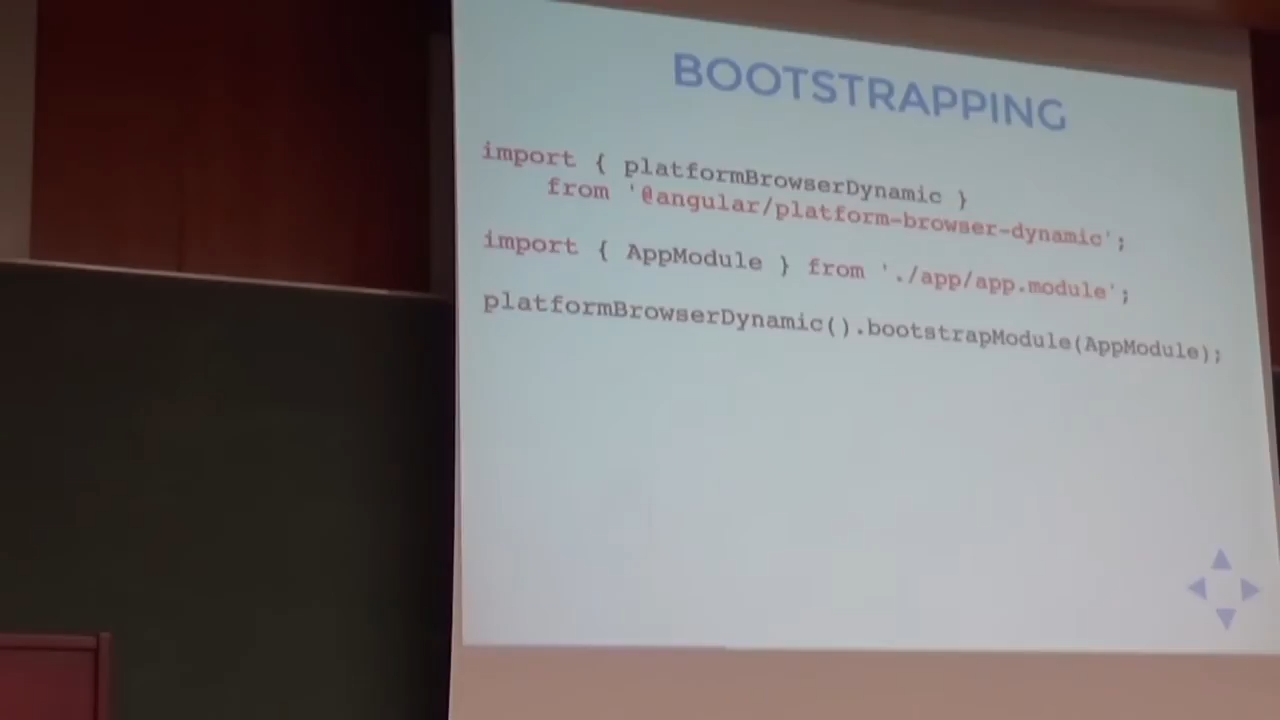 BOOTSTRAPPING
import { platformBrowserDynamic }
from '@angular/platform-browser-dynamic';
import { AppModule } from './app/app.module';
platformBrowserDynamic().bootstrapModule(AppModule);